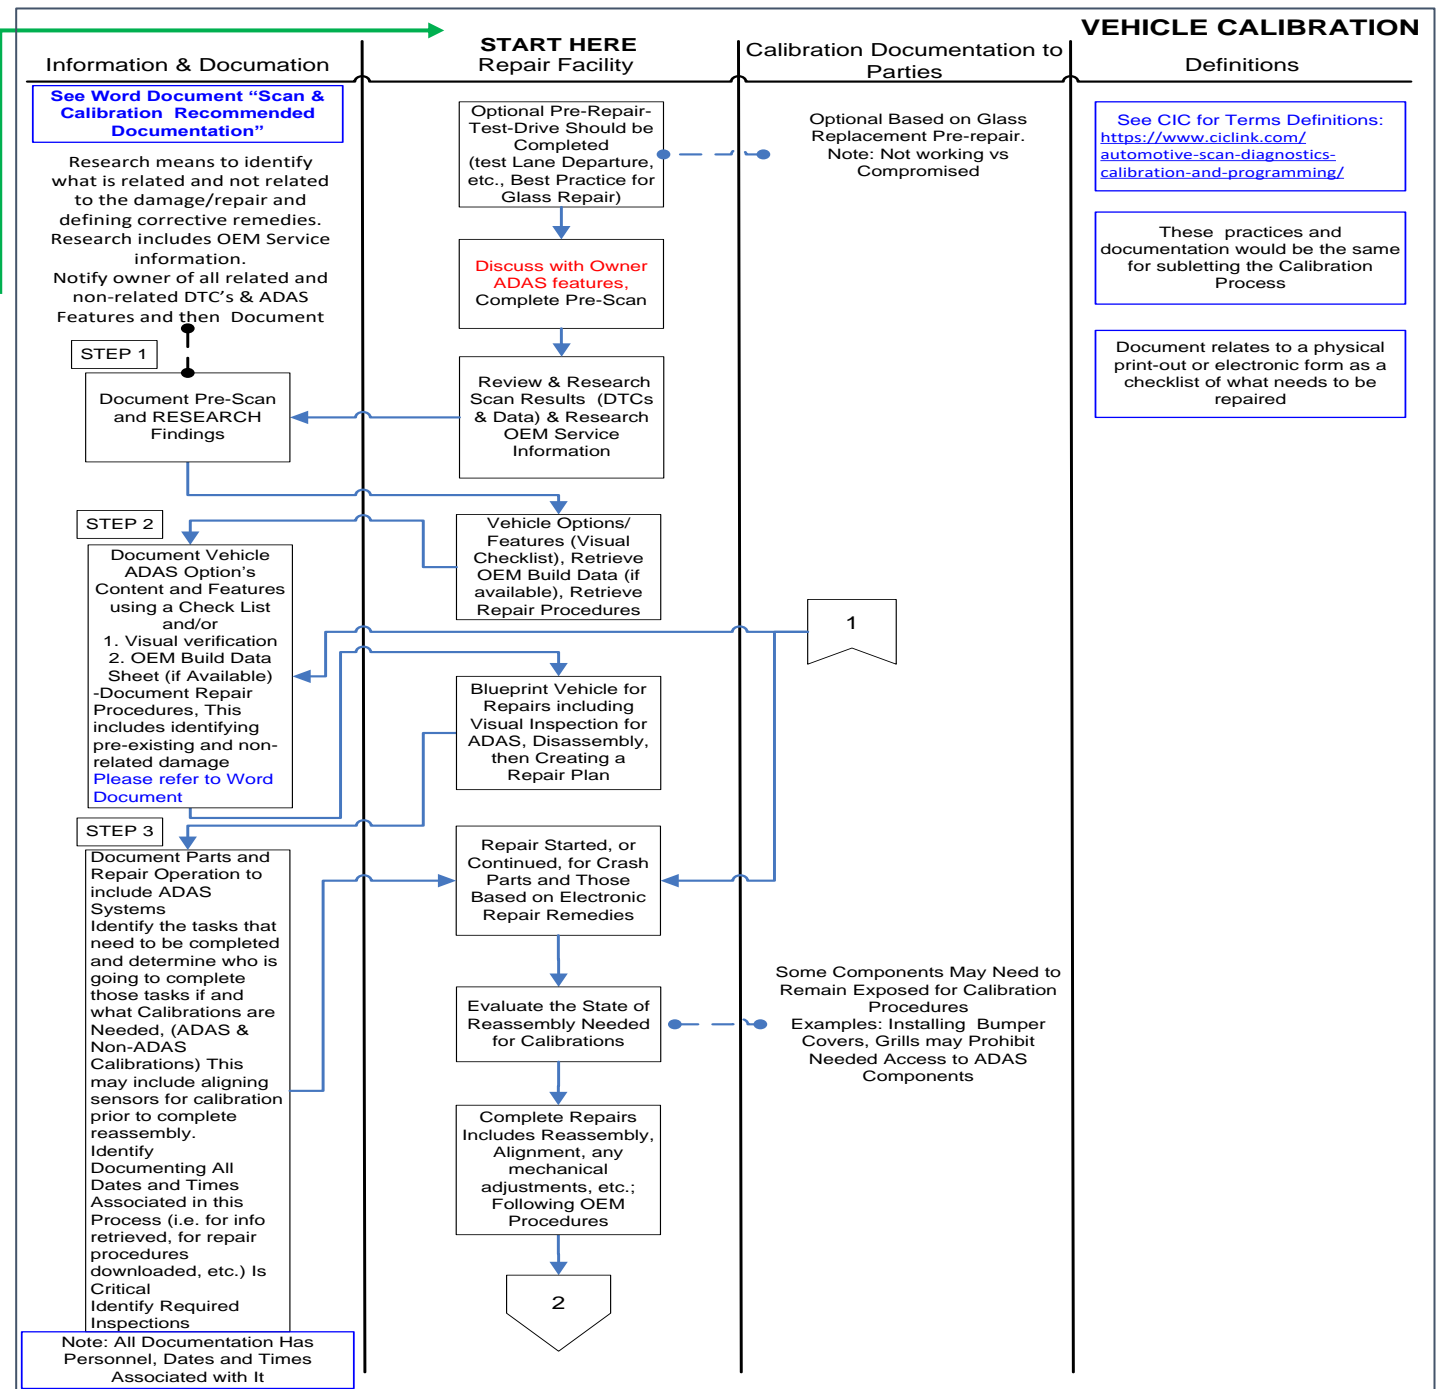 VEHICLE CALIBRATION
Information & Documation
START HERE
Repair Facility
Calibration Documentation to
Parties
Definitions
See Word Document “Scan &
Calibration Recommended
Documentation”
Research means to identify
what is related and not related
to the damage/repair and
defining corrective remedies.
Research includes OEM Service
information.
Notify owner of all related and
non-related DTC’s & ADAS
Features and then Document
STEP 1
Document Pre-Scan
and RESEARCH
Findings
STEP 2
Document Vehicle
ADAS Option’s
Content and Features
using a Check List
and/or
1. Visual verification
2. OEM Build Data
Sheet (if Available)
-Document Repair
Procedures, This
includes identifying
pre-existing and non-
related damage
Please refer to Word
Document
STEP 3
Document Parts and
Repair Operation to
include ADAS
Systems
Identify the tasks that
need to be completed
and determine who is
going to complete
those tasks if and
what Calibrations are
Needed, (ADAS &
Non-ADAS
Calibrations) This
may include aligning
sensors for calibration
prior to complete
reassembly.
Identify
Documenting All
Dates and Times
Associated in this
Process (i.e. for info
retrieved, for repair
procedures
downloaded, etc.) Is
Critical
Identify Required
Inspections
Note: All Documentation Has
Personnel, Dates and Times
Associated with It
Optional Pre-Repair-
Test-Drive Should be
Completed
(test Lane Departure,
etc., Best Practice for
Glass Repair)
Discuss with Owner
ADAS features,
Complete Pre-Scan
Review & Research
Scan Results (DTCs
& Data) & Research
OEM Service
Information
Vehicle Options/
Features (Visual
Checklist), Retrieve
OEM Build Data (if
available), Retrieve
Repair Procedures
Blueprint Vehicle for
Repairs including
Visual Inspection for
ADAS, Disassembly,
then Creating a
Repair Plan
Repair Started, or
Continued, for Crash
Parts and Those
Based on Electronic
Repair Remedies
Evaluate the State of
Reassembly Needed
for Calibrations
Complete Repairs
Includes Reassembly,
Alignment, any
mechanical
adjustments, etc.;
Following OEM
Procedures
2
Optional Based on Glass
Replacement Pre-repair.
Note: Not working vs
Compromised
1
Some Components May Need to
Remain Exposed for Calibration
Procedures
Examples: Installing Bumper
Covers, Grills may Prohibit
Needed Access to ADAS
Components
See CIC for Terms Definitions:
https://www.ciclink.com/
automotive-scan-diagnostics-
calibration-and-programming/
These practices and
documentation would be the same
for subletting the Calibration
Process
Document relates to a physical
print-out or electronic form as a
checklist of what needs to be
repaired